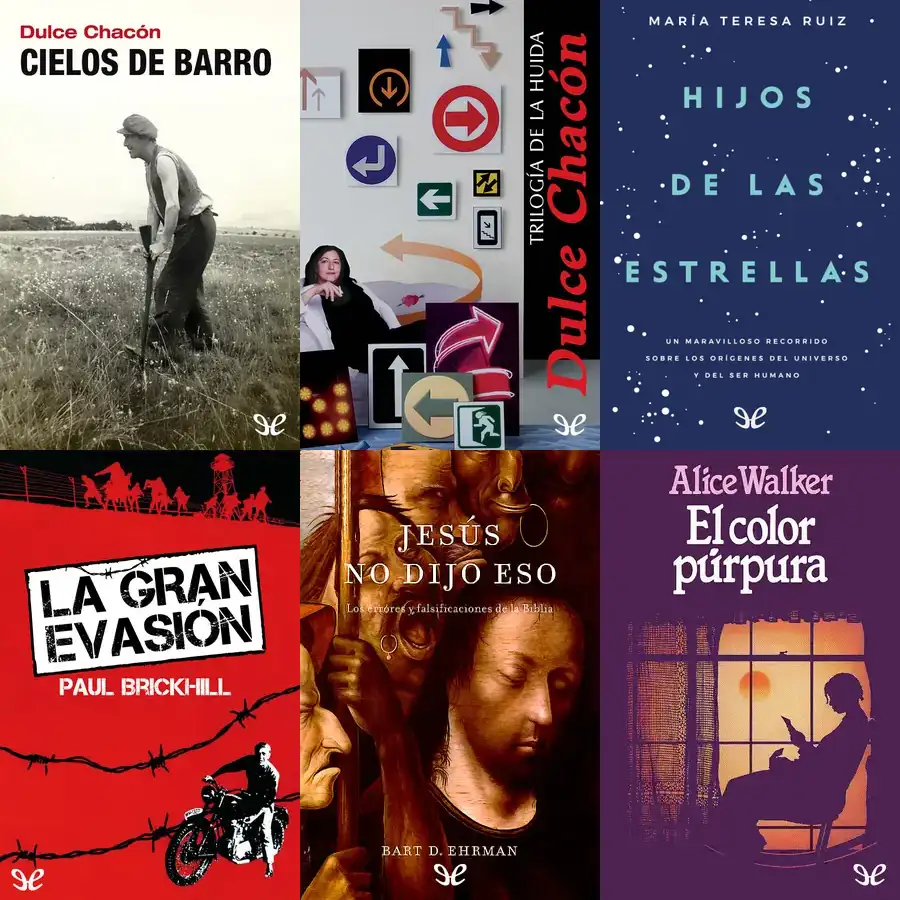 Dulce Chacón
CIELOS DE BARRO
TRILOGÍA DE LA HUIDA
Dulce Chacón
MARÍA TERESA RUIZ
HIJOS
DE LAS
ESTRELLAS
UN MARAVILLOSO RECORRIDO
SOBRE LOS ORÍGENES DEL UNIVERSO
Y DEL SER HUMANO
LA GRAN
EVASIÓN
PAUL BRICKHILL
JESÚS
NO DIJO ESO
Los errores y falsificaciones de la Biblia
BART D. EHRMAN
Alice Walker
El color
púrpura